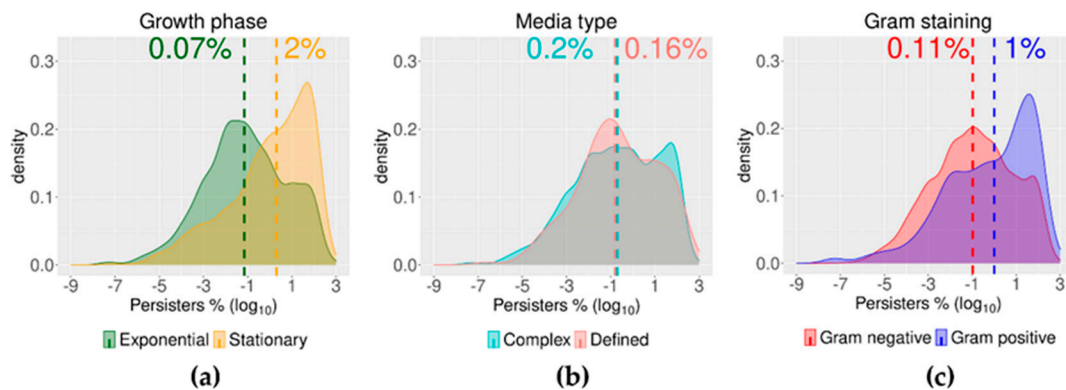 Growth phase
0.07% 2%
0.3
0.2
0.1
0.0
density
-9 -7 -5 -3 -1 1 3
Persisters % (log10)
Exponential Stationary
(a)
Media type
0.2% 0.16%
0.3
0.2
0.1
0.0
density
-9 -7 -5 -3 -1 1 3
Persisters % (log10)
Complex Defined
(b)
Gram staining
0.11% 1%
0.3
0.2
0.1
0.0
density
-9 -7 -5 -3 -1 1 3
Persisters % (log10)
Gram negative Gram positive
(c)